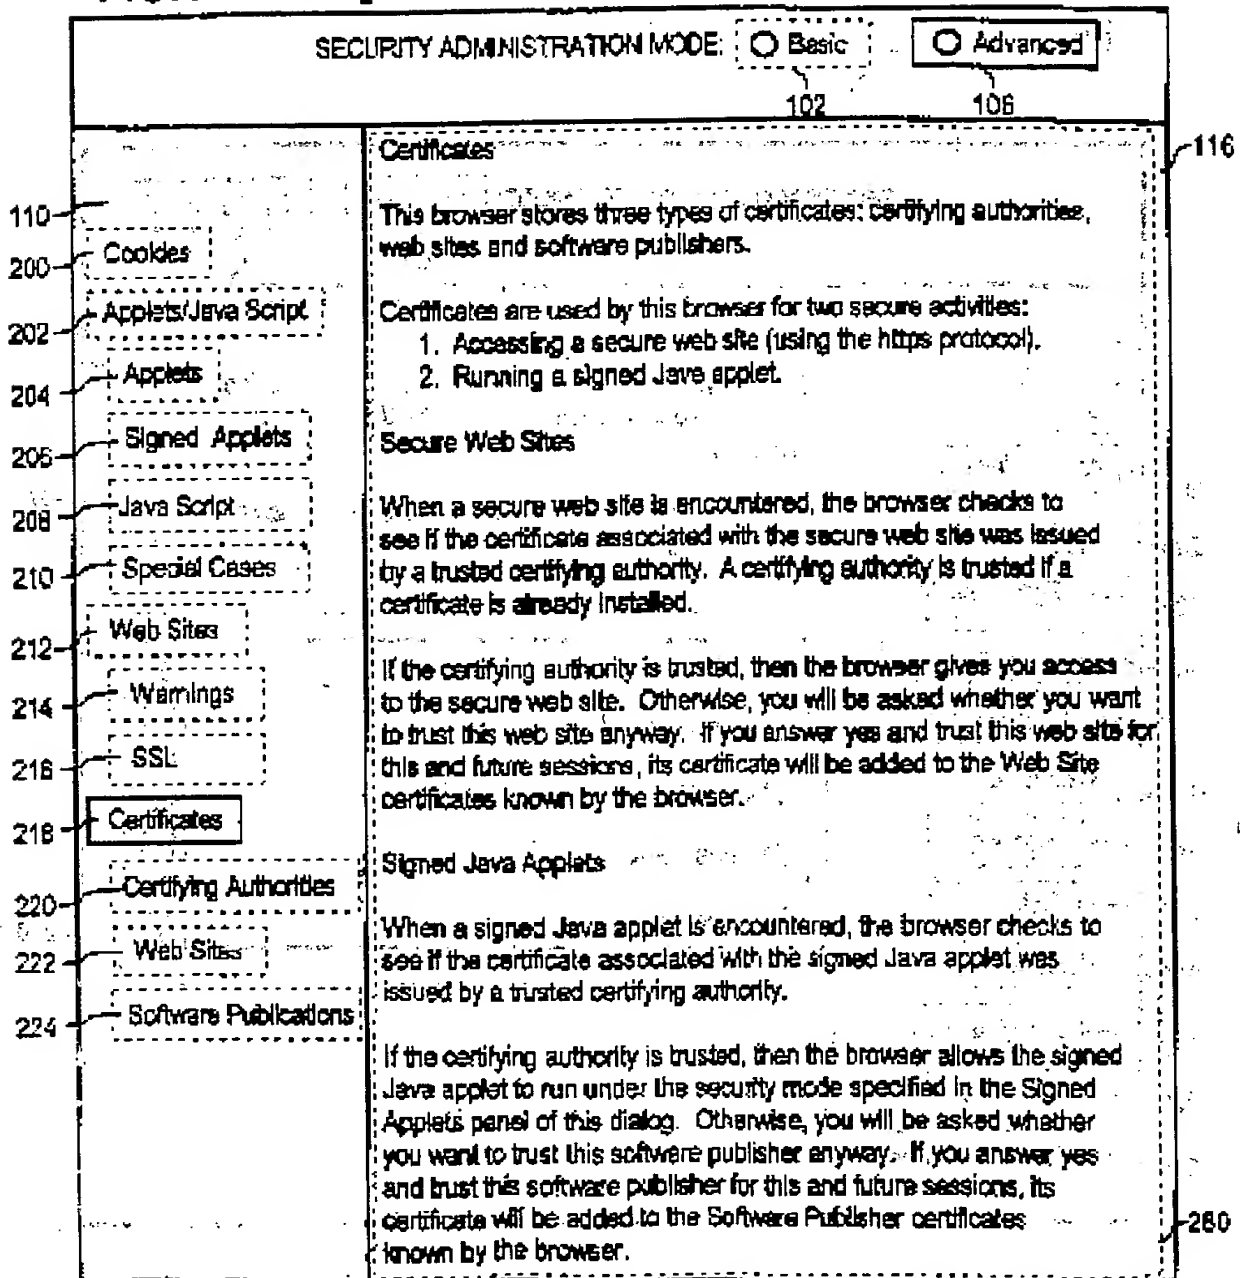 SECURITY ADMINISTRATION MODE: Basic Advanced
102 106
116
110
200 Cookies
202 Applets/Java Script
204 Applets
206 Signed Applets
208 Java Script
210 Special Cases
212 Web Sites
214 Warnings
216 SSL
218 Certificates
220 Certifying Authorities
222 Web Sites
224 Software Publications
Certificates
This browser stores three types of certificates: certifying authorities,
web sites and software publishers.
Certificates are used by this browser for two secure activities:
1. Accessing a secure web site (using the https protocol).
2. Running a signed Java applet.
Secure Web Sites
When a secure web site is encountered, the browser checks to
see if the certificate associated with the secure web site was issued
by a trusted certifying authority. A certifying authority is trusted if a
certificate is already installed.
If the certifying authority is trusted, then the browser gives you access
to the secure web site. Otherwise, you will be asked whether you want
to trust this web site anyway. If you answer yes and trust this web site for
this and future sessions, its certificate will be added to the Web Site
certificates known by the browser.
Signed Java Applets
When a signed Java applet is encountered, the browser checks to
see if the certificate associated with the signed Java applet was
issued by a trusted certifying authority.
If the certifying authority is trusted, then the browser allows the signed
Java applet to run under the security mode specified in the Signed
Applets panel of this dialog. Otherwise, you will be asked whether
you want to trust this software publisher anyway. If you answer yes
and trust this software publisher for this and future sessions, its
certificate will be added to the Software Publisher certificates
known by the browser.
260